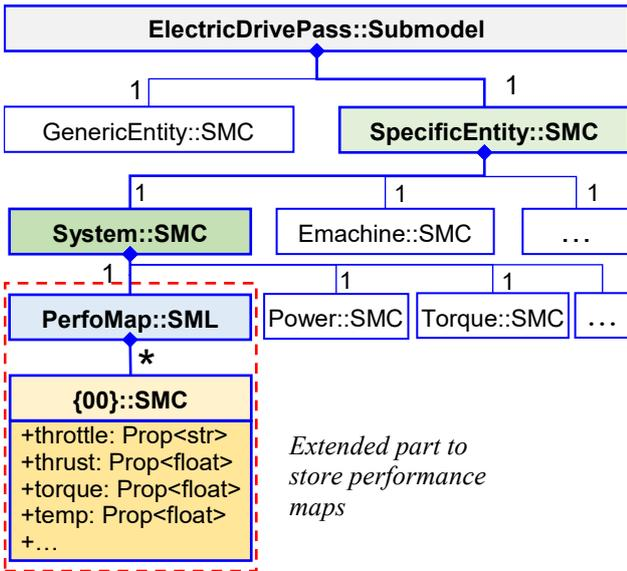 ElectricDrivePass::Submodel
1
1
GenericEntity::SMC
SpecificEntity::SMC
1
1
1
System::SMC
Emachine::SMC
...
1
1
1
PerfoMap::SML
Power::SMC
Torque::SMC
...
*
{00}::SMC
+throttle: Prop<str>
+thrust: Prop<float>
+torque: Prop<float>
+temp: Prop<float>
+...
Extended part to
store performance
maps